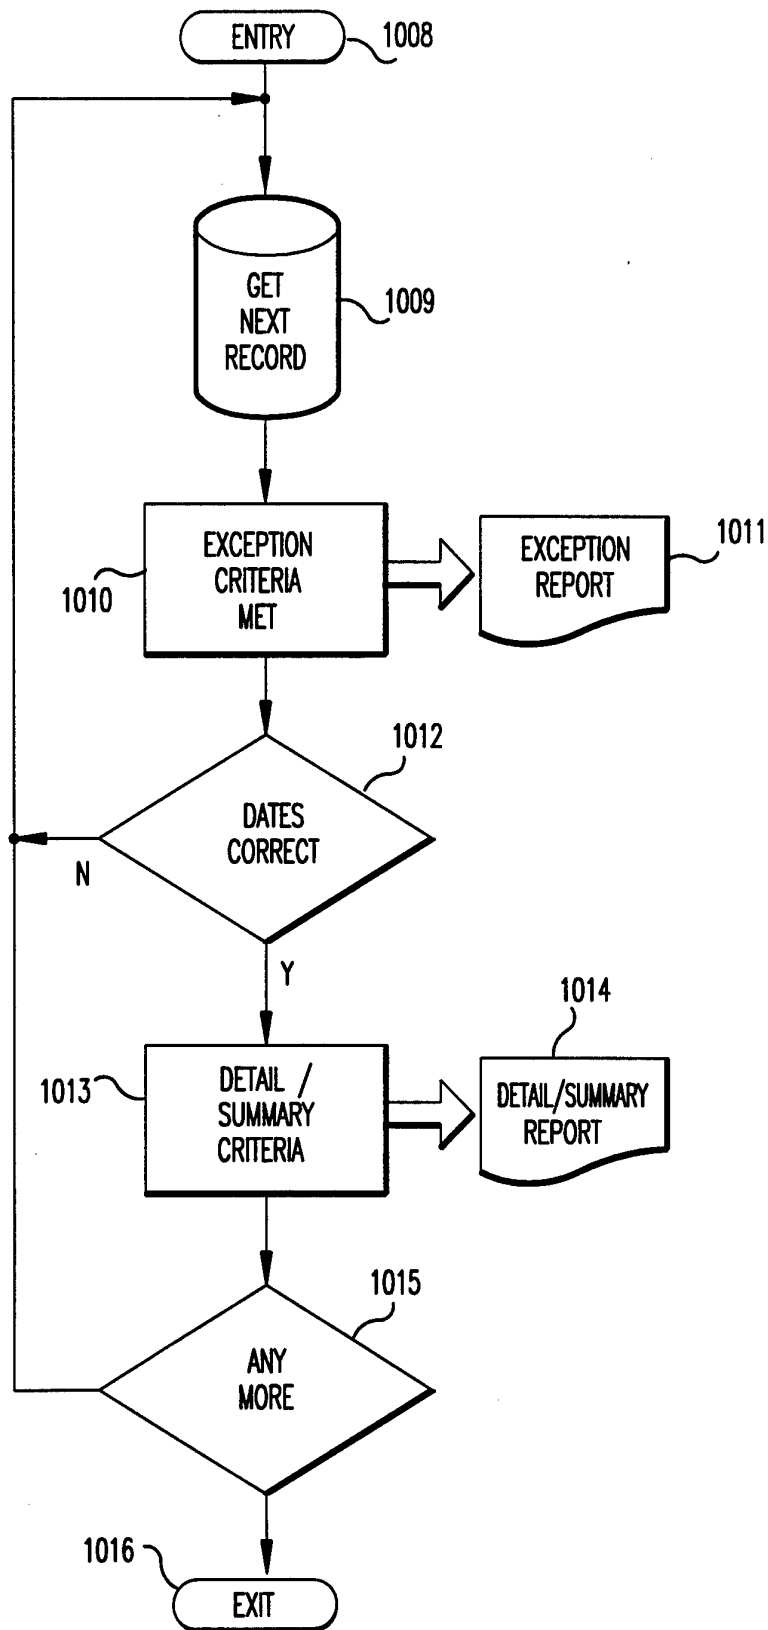 ENTRY
1008
GET
NEXT
RECORD
1009
EXCEPTION
CRITERIA
MET
1010
EXCEPTION
REPORT
1011
1012
DATES
CORRECT
N
Y
1013
DETAIL /
SUMMARY
CRITERIA
1014
DETAIL/SUMMARY
REPORT
1015
ANY
MORE
1016
EXIT